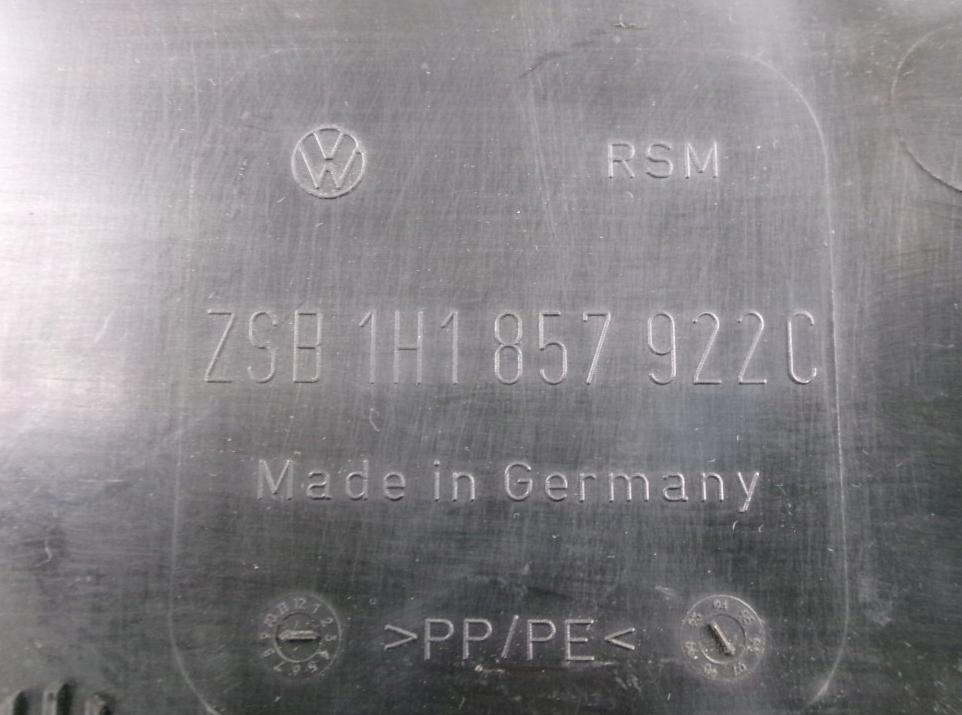 RSM
ZSB 1H1 857 922C
Made in Germany
>PP/PE<